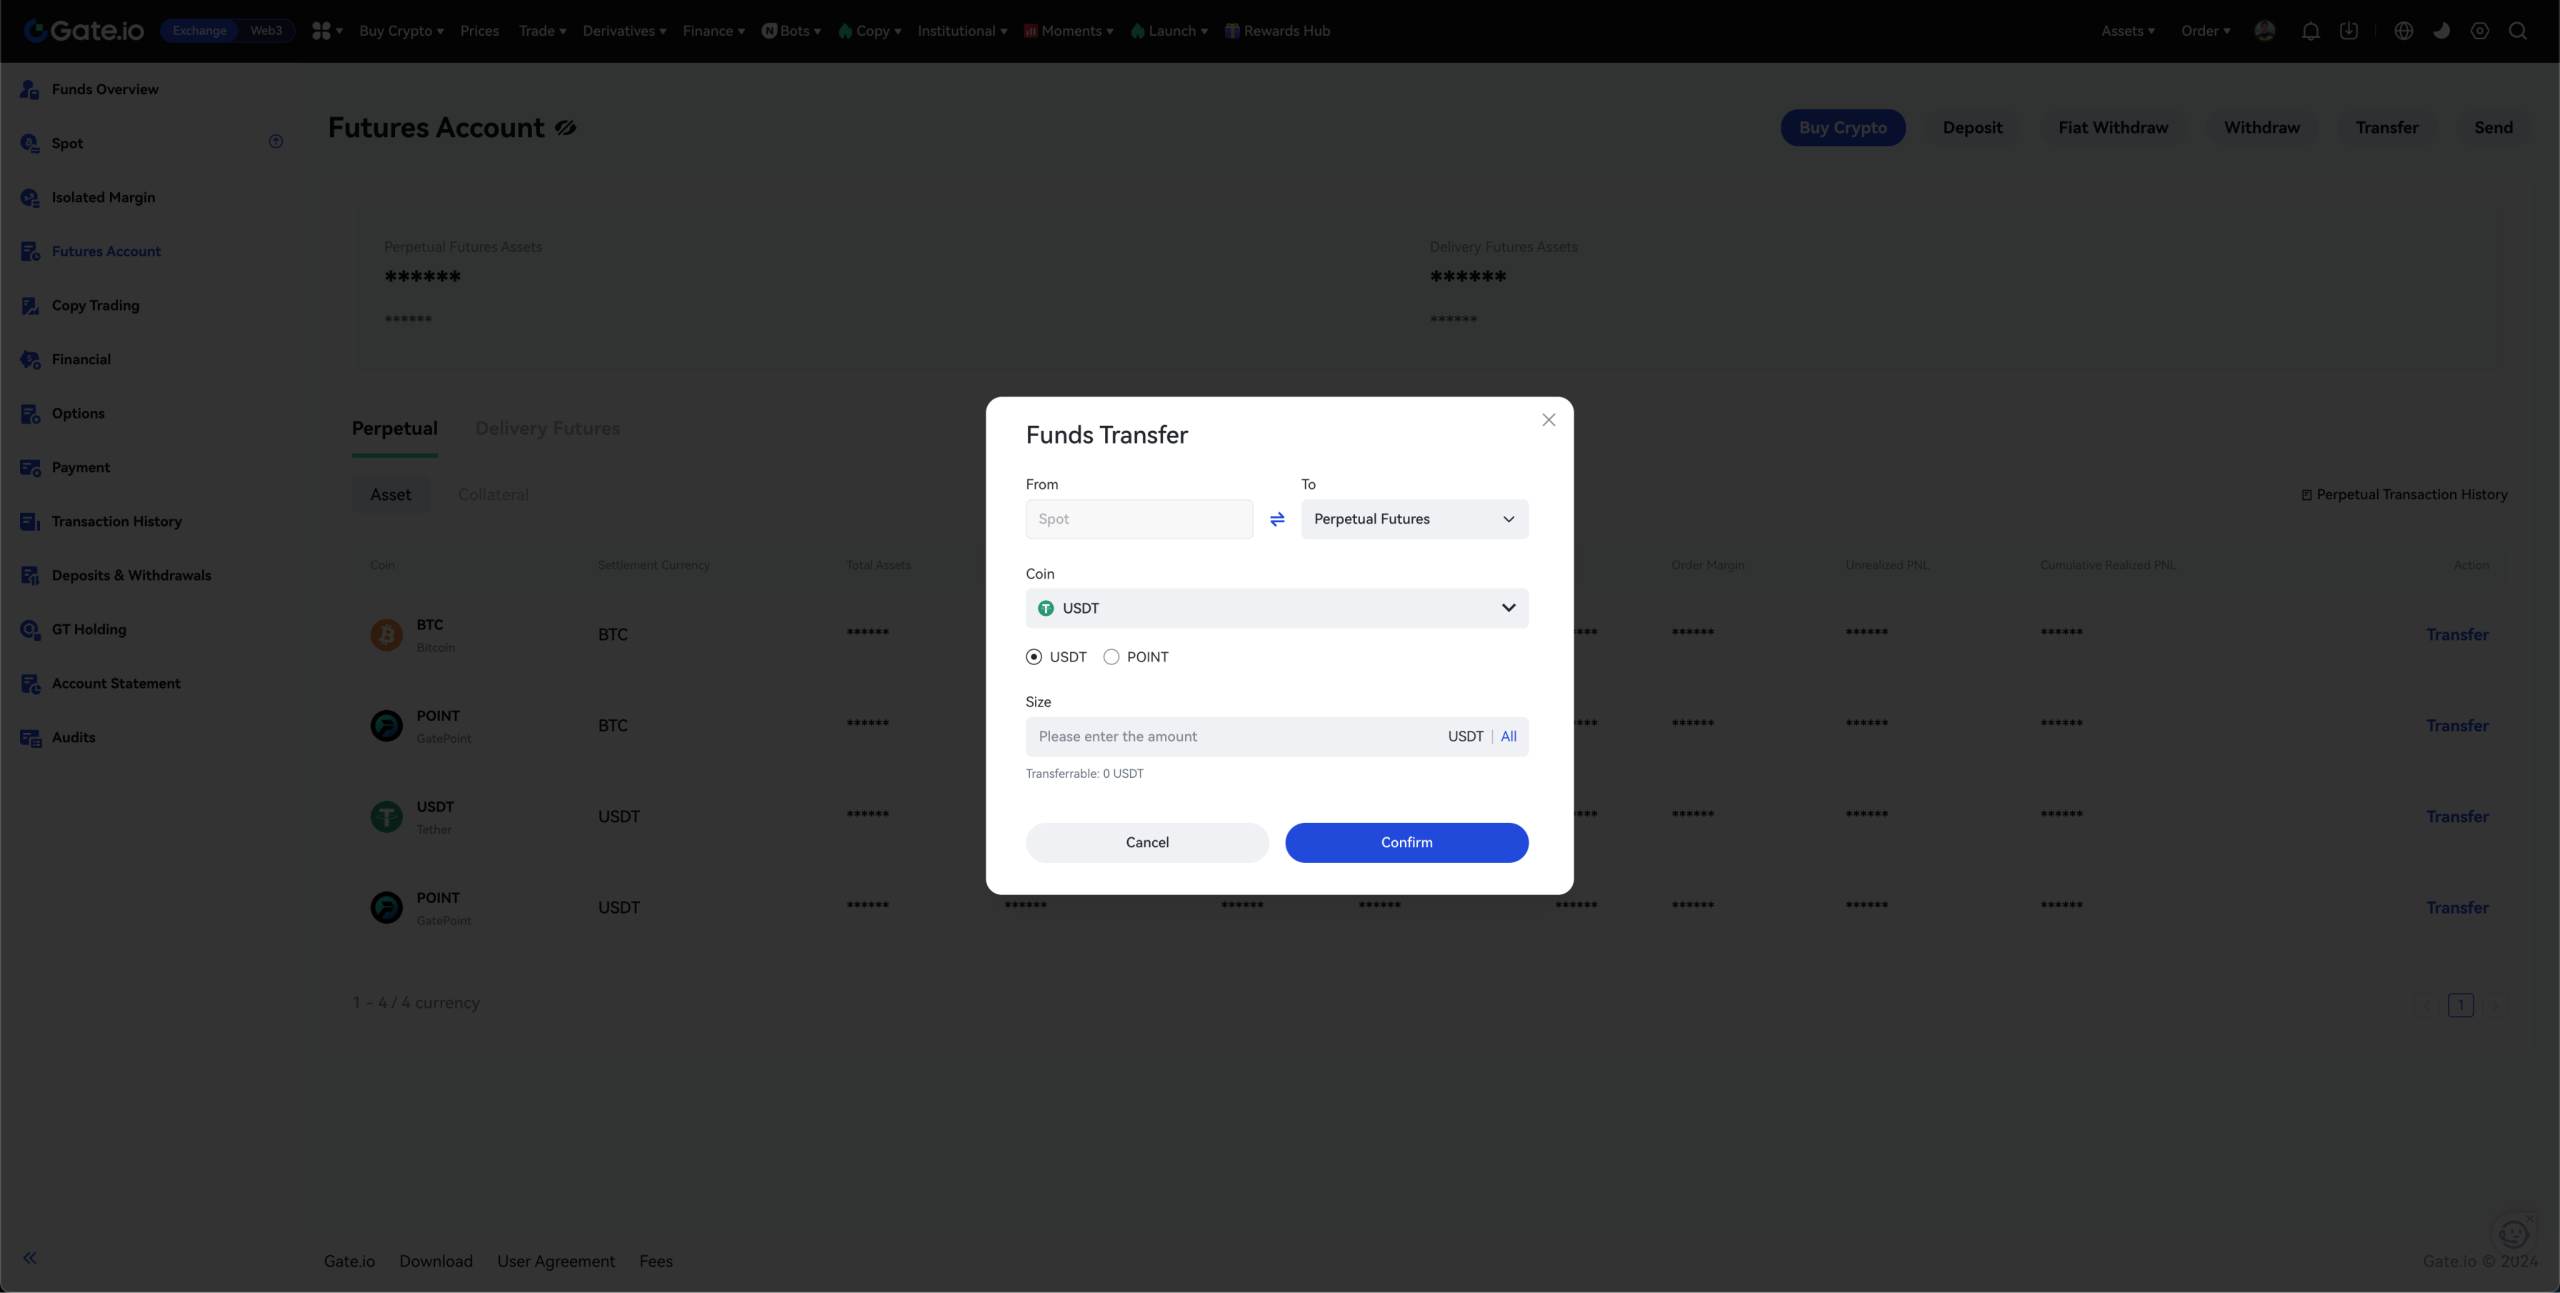 Gate.io Exchange Web3 Buy Crypto Prices Trade Derivatives Finance Bots Copy Institutional Moments Launch Rewards Hub Assets Order
Funds Overview
Spot
Isolated Margin
Futures Account
Copy Trading
Financial
Options
Payment
Transaction History
Deposits & Withdrawals
GT Holding
Account Statement
Audits
Futures Account
Buy Crypto Deposit Fiat Withdraw Withdraw Transfer Send
Perpetual Futures Assets Delivery Futures Assets
****** ******
****** ******
Perpetual Delivery Futures
Asset Collateral Perpetual Transaction History
Coin Settlement Currency Total Assets Order Margin Unrealized PNL Cumulative Realized PNL Action
BTC
Bitcoin
BTC ****** **** ****** ****** ****** Transfer
POINT
GatePoint
BTC ****** **** ****** ****** ****** Transfer
USDT
Tether
USDT ****** **** ****** ****** ****** Transfer
POINT
GatePoint
USDT ****** ****** ****** ****** ****** ****** ****** ****** Transfer
1 - 4 / 4 currency
1
Funds Transfer
From To
Spot Perpetual Futures
Coin
USDT
USDT POINT
Size
Please enter the amount USDT | All
Transferrable: 0 USDT
Cancel Confirm
Gate.io Download User Agreement Fees Gate.io © 2024